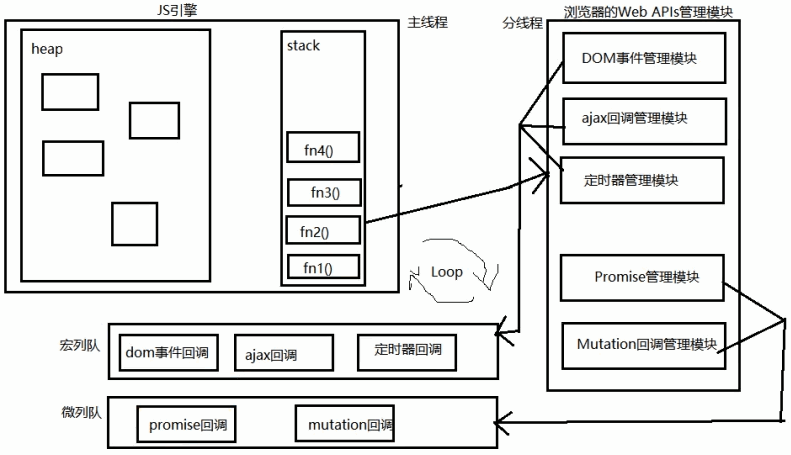 JS引擎
主线程
分线程
浏览器的Web APIs管理模块
heap
stack
fn4()
fn3()
fn2()
fn1()
DOM事件管理模块
ajax回调管理模块
定时器管理模块
Promise管理模块
Mutation回调管理模块
Loop
宏列队
dom事件回调
ajax回调
定时器回调
微列队
promise回调
mutation回调